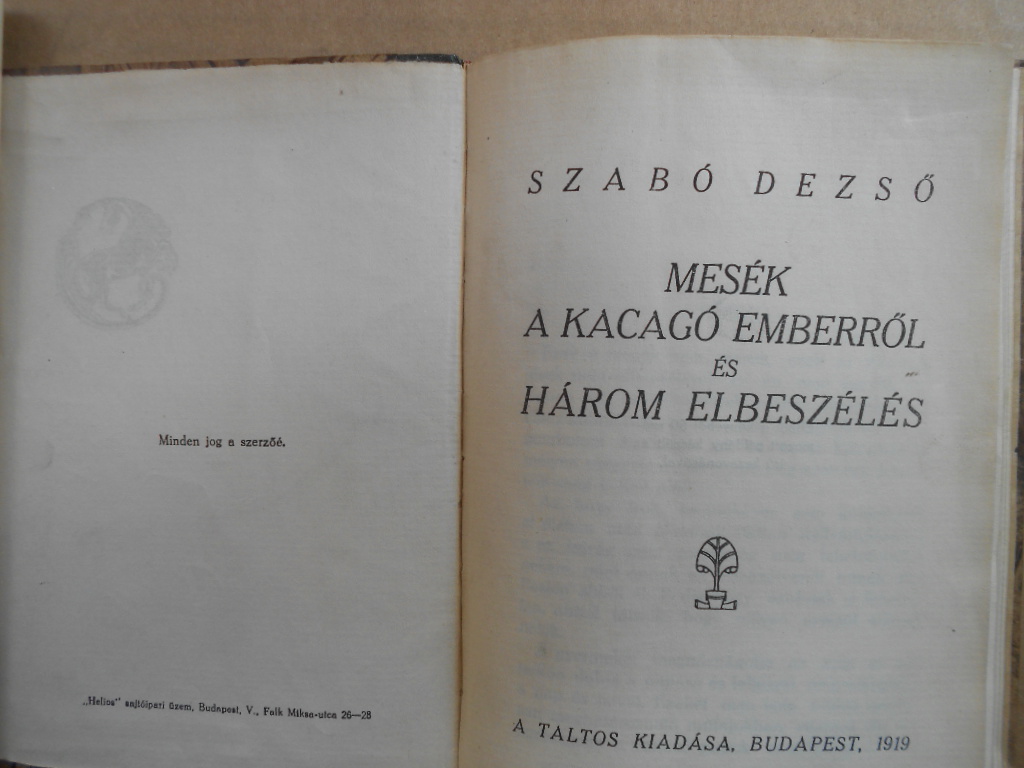 Minden jog a szerzőé.
„Helios" sajtóipari üzem, Budapest, V., Falk Miksa-utca 26—28
SZABÓ DEZSŐ
MESÉK
A KACAGÓ EMBERRŐL
ÉS
HÁROM ELBESZÉLÉS
A TALTOS KIADÁSA, BUDAPEST, 1919